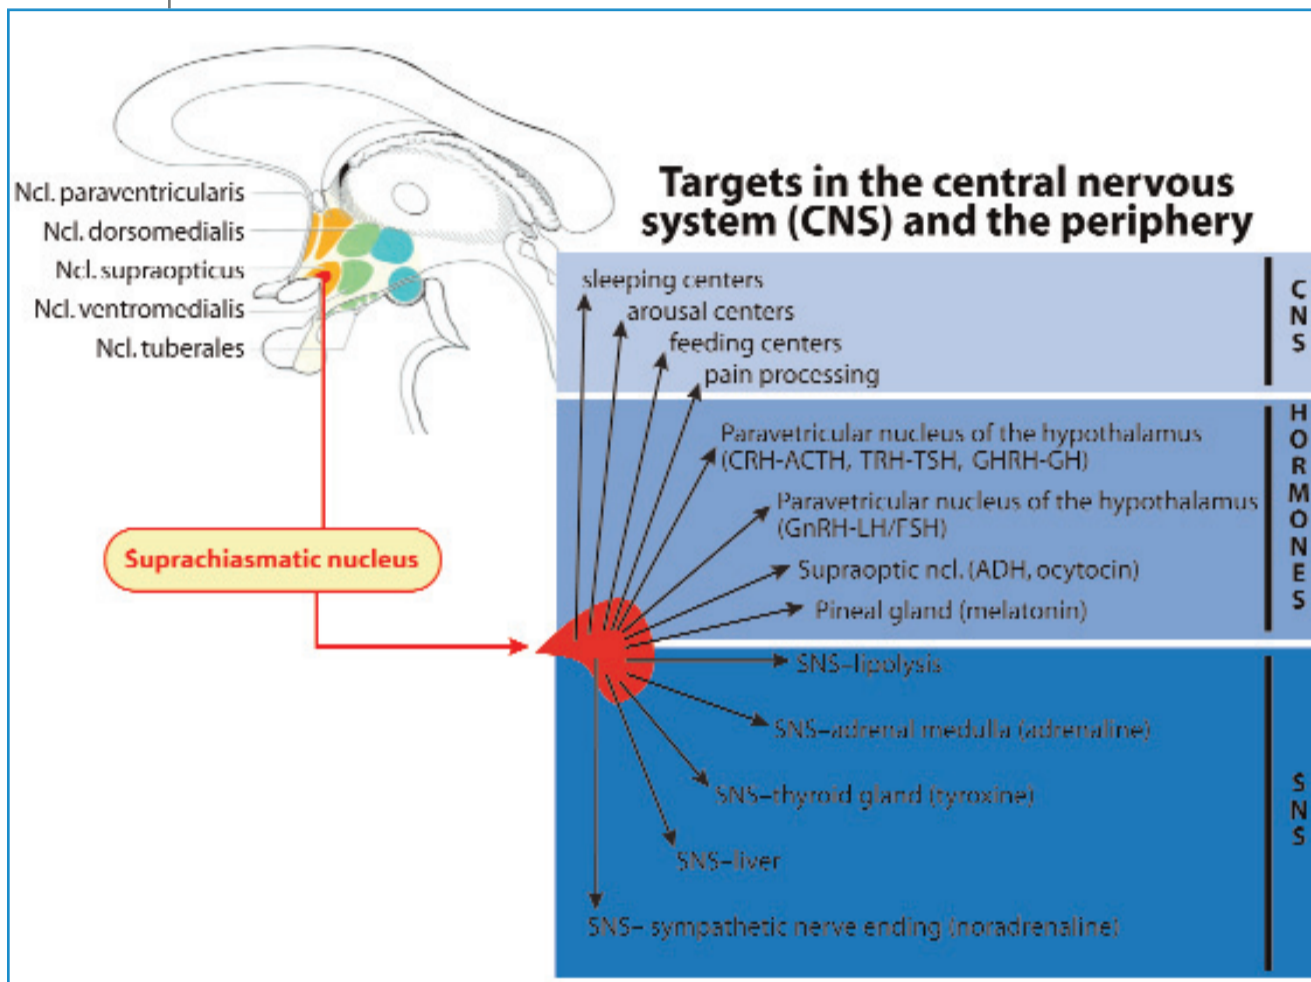 Ncl. paraventricularis
Ncl. dorsomedialis
Ncl. supraopticus
Ncl. ventromedialis
Ncl. tuberales
Suprachiasmatic nucleus
Targets in the central nervous
system (CNS) and the periphery
sleeping centers
arousal centers
feeding centers
pain processing
CNS
Paravetricular nucleus of the hypothalamus
(CRH-ACTH, TRH-TSH, GHRH-GH)
Paravetricular nucleus of the hypothalamus
(GnRH-LH/FSH)
Supraoptic ncl. (ADH, ocytocin)
Pineal gland (melatonin)
HORMONES
SNS–lipolysis
SNS–adrenal medulla (adrenaline)
SNS–thyroid gland (tyroxine)
SNS–liver
SNS– sympathetic nerve ending (noradrenaline)
SNS